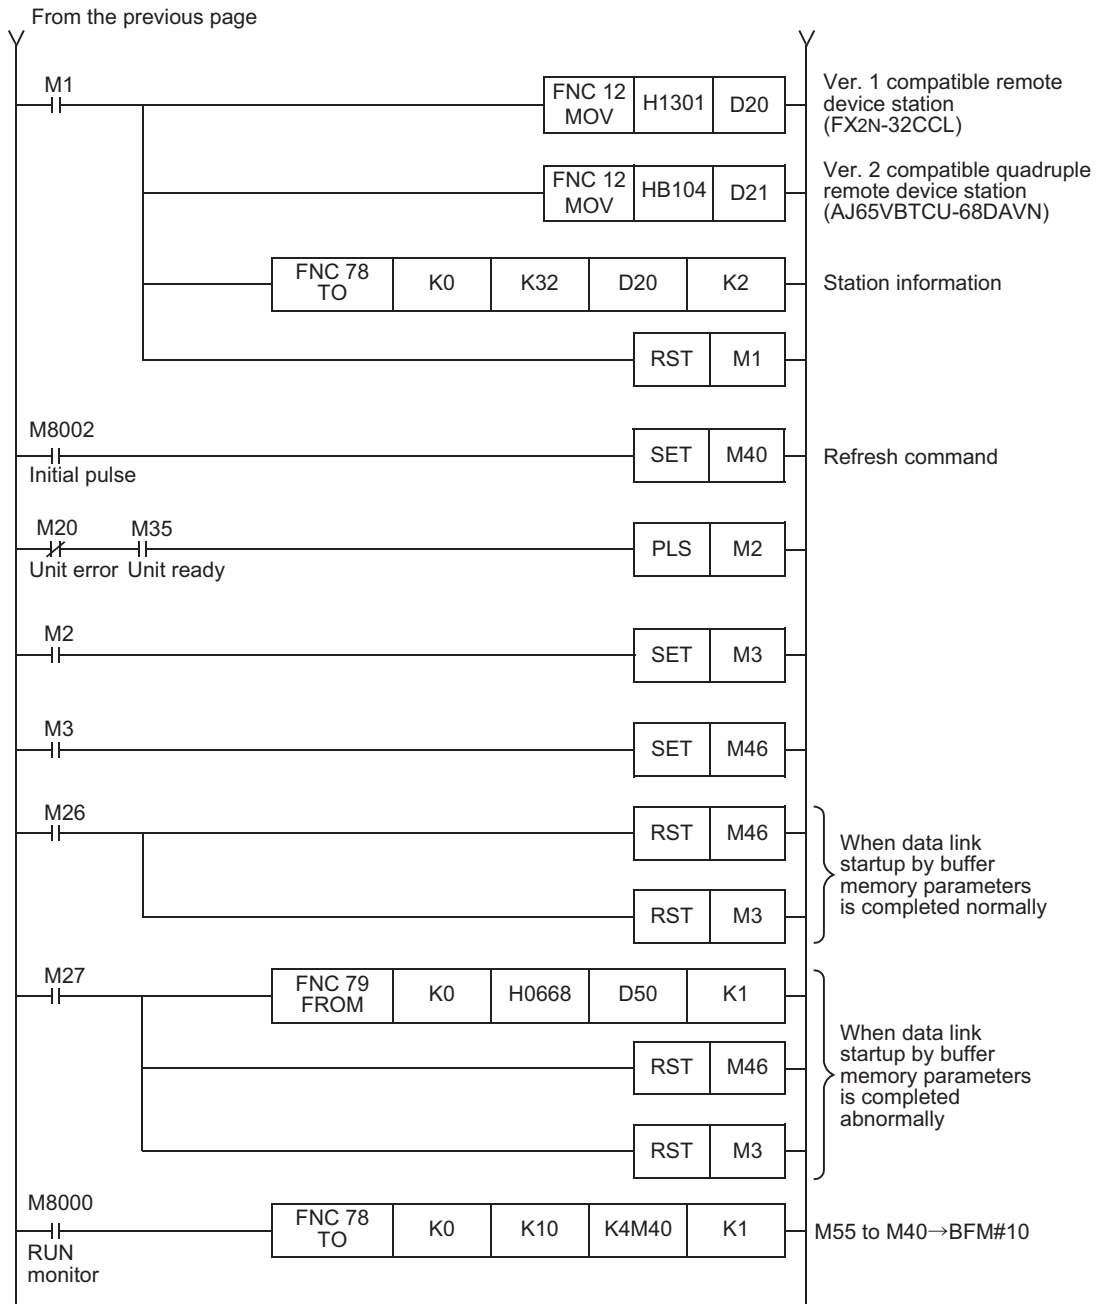 From the previous page
M1
FNC 12
MOV
H1301
D20
Ver. 1 compatible remote
device station
(FX2N-32CCL)
FNC 12
MOV
HB104
D21
Ver. 2 compatible quadruple
remote device station
(AJ65VBTCU-68DAVN)
FNC 78
TO
K0
K32
D20
K2
Station information
RST
M1
M8002
Initial pulse
SET
M40
Refresh command
M20
Unit error
M35
Unit ready
PLS
M2
M2
SET
M3
M3
SET
M46
M26
RST
M46
RST
M3
When data link
startup by buffer
memory parameters
is completed normally
M27
FNC 79
FROM
K0
H0668
D50
K1
RST
M46
RST
M3
When data link
startup by buffer
memory parameters
is completed
abnormally
M8000
RUN
monitor
FNC 78
TO
K0
K10
K4M40
K1
M55 to M40→BFM#10